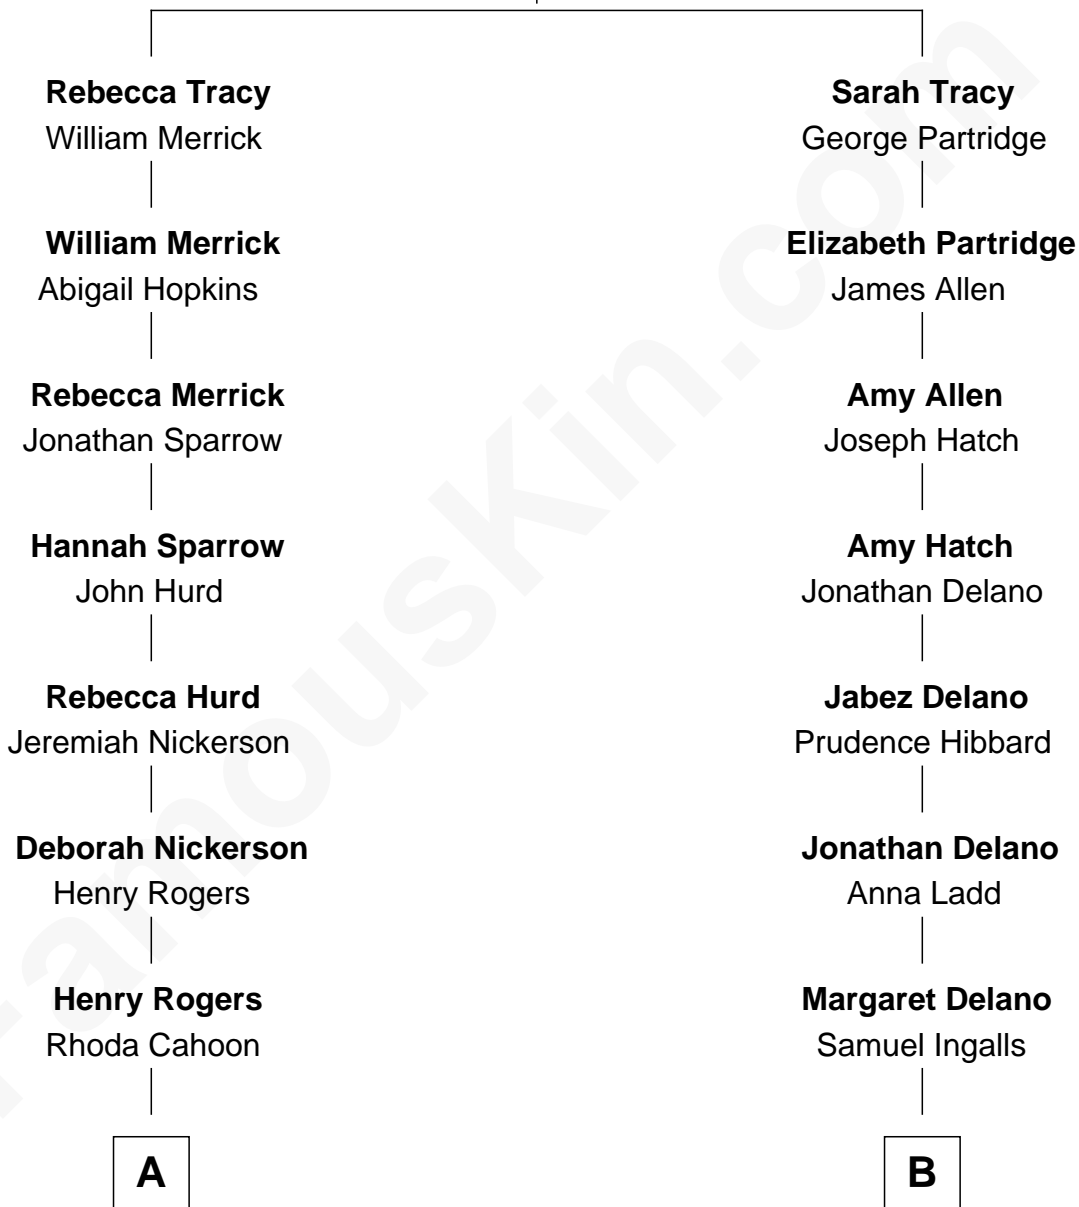 Rebecca Tracy
William Merrick
William Merrick
Abigail Hopkins
Rebecca Merrick
Jonathan Sparrow
Hannah Sparrow
John Hurd
Rebecca Hurd
Jeremiah Nickerson
Deborah Nickerson
Henry Rogers
Henry Rogers
Rhoda Cahoon
A
Sarah Tracy
George Partridge
Elizabeth Partridge
James Allen
Amy Allen
Joseph Hatch
Amy Hatch
Jonathan Delano
Jabez Delano
Prudence Hibbard
Jonathan Delano
Anna Ladd
Margaret Delano
Samuel Ingalls
B
FamousKin.com